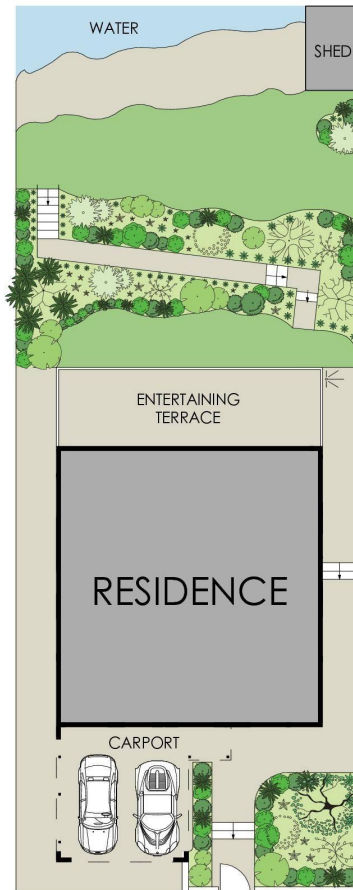 WATER
SHED
ENTERTAINING
TERRACE
RESIDENCE
CARPORT